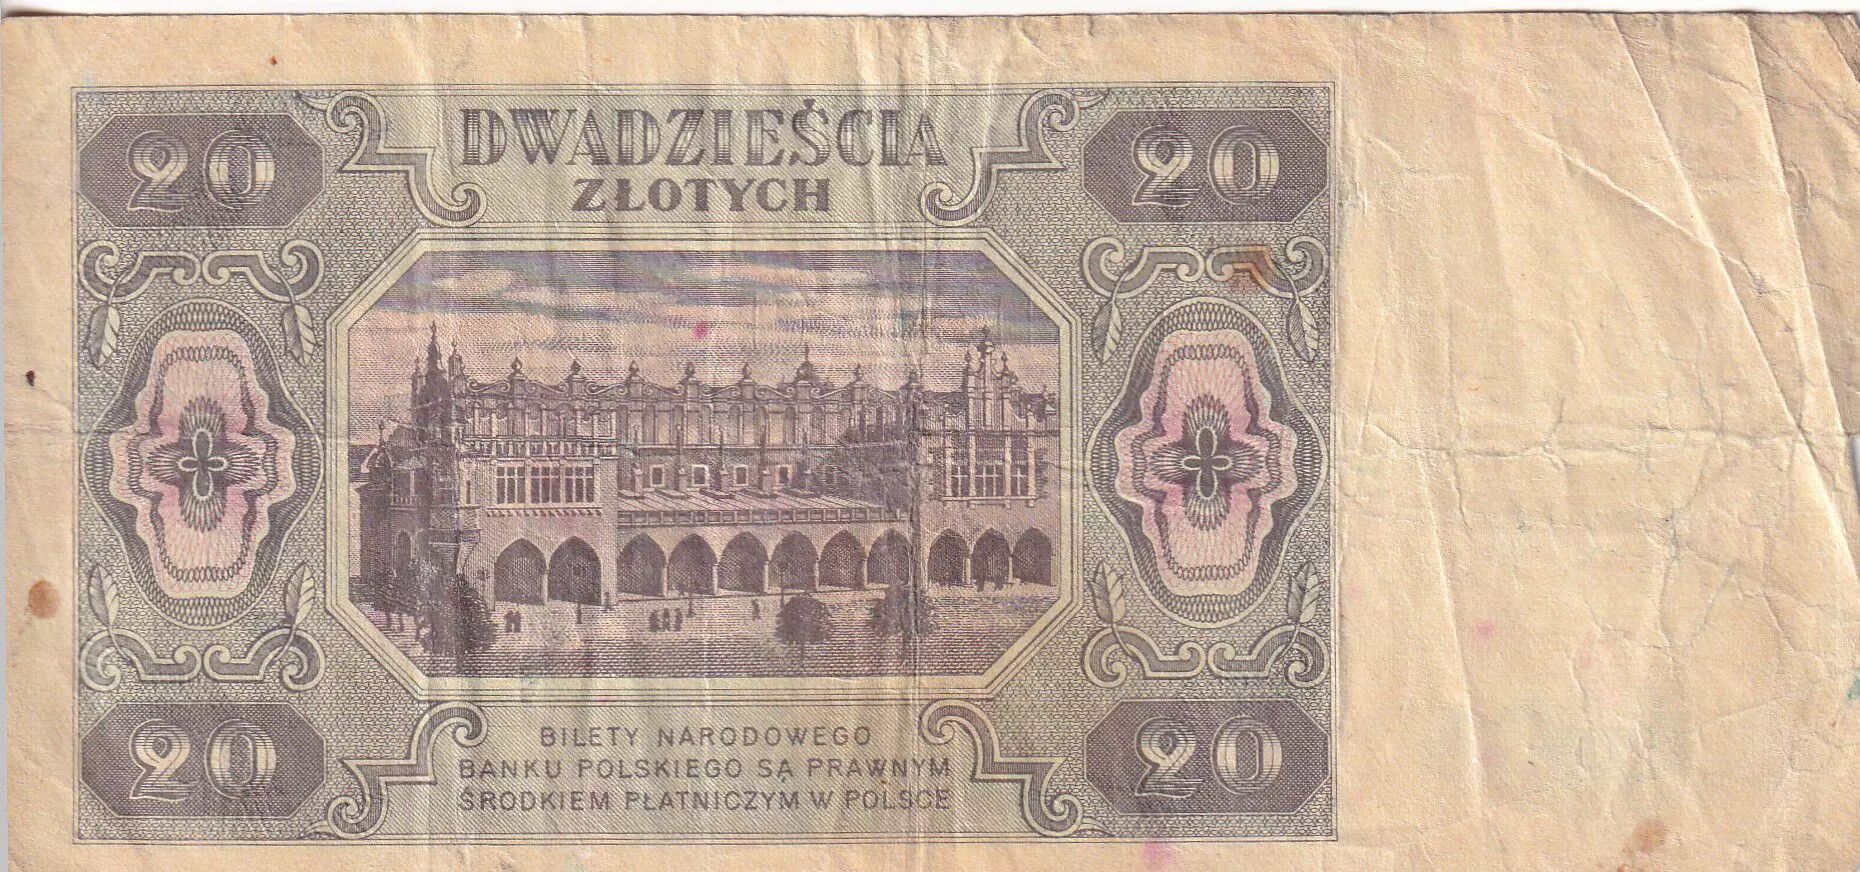 20
DWADZIEŚCIA
ZŁOTYCH
20
20
BILETY NARODOWEGO
BANKU POLSKIEGO SĄ PRAWNYM
ŚRODKIEM PŁATNICZYM W POLSCE
20